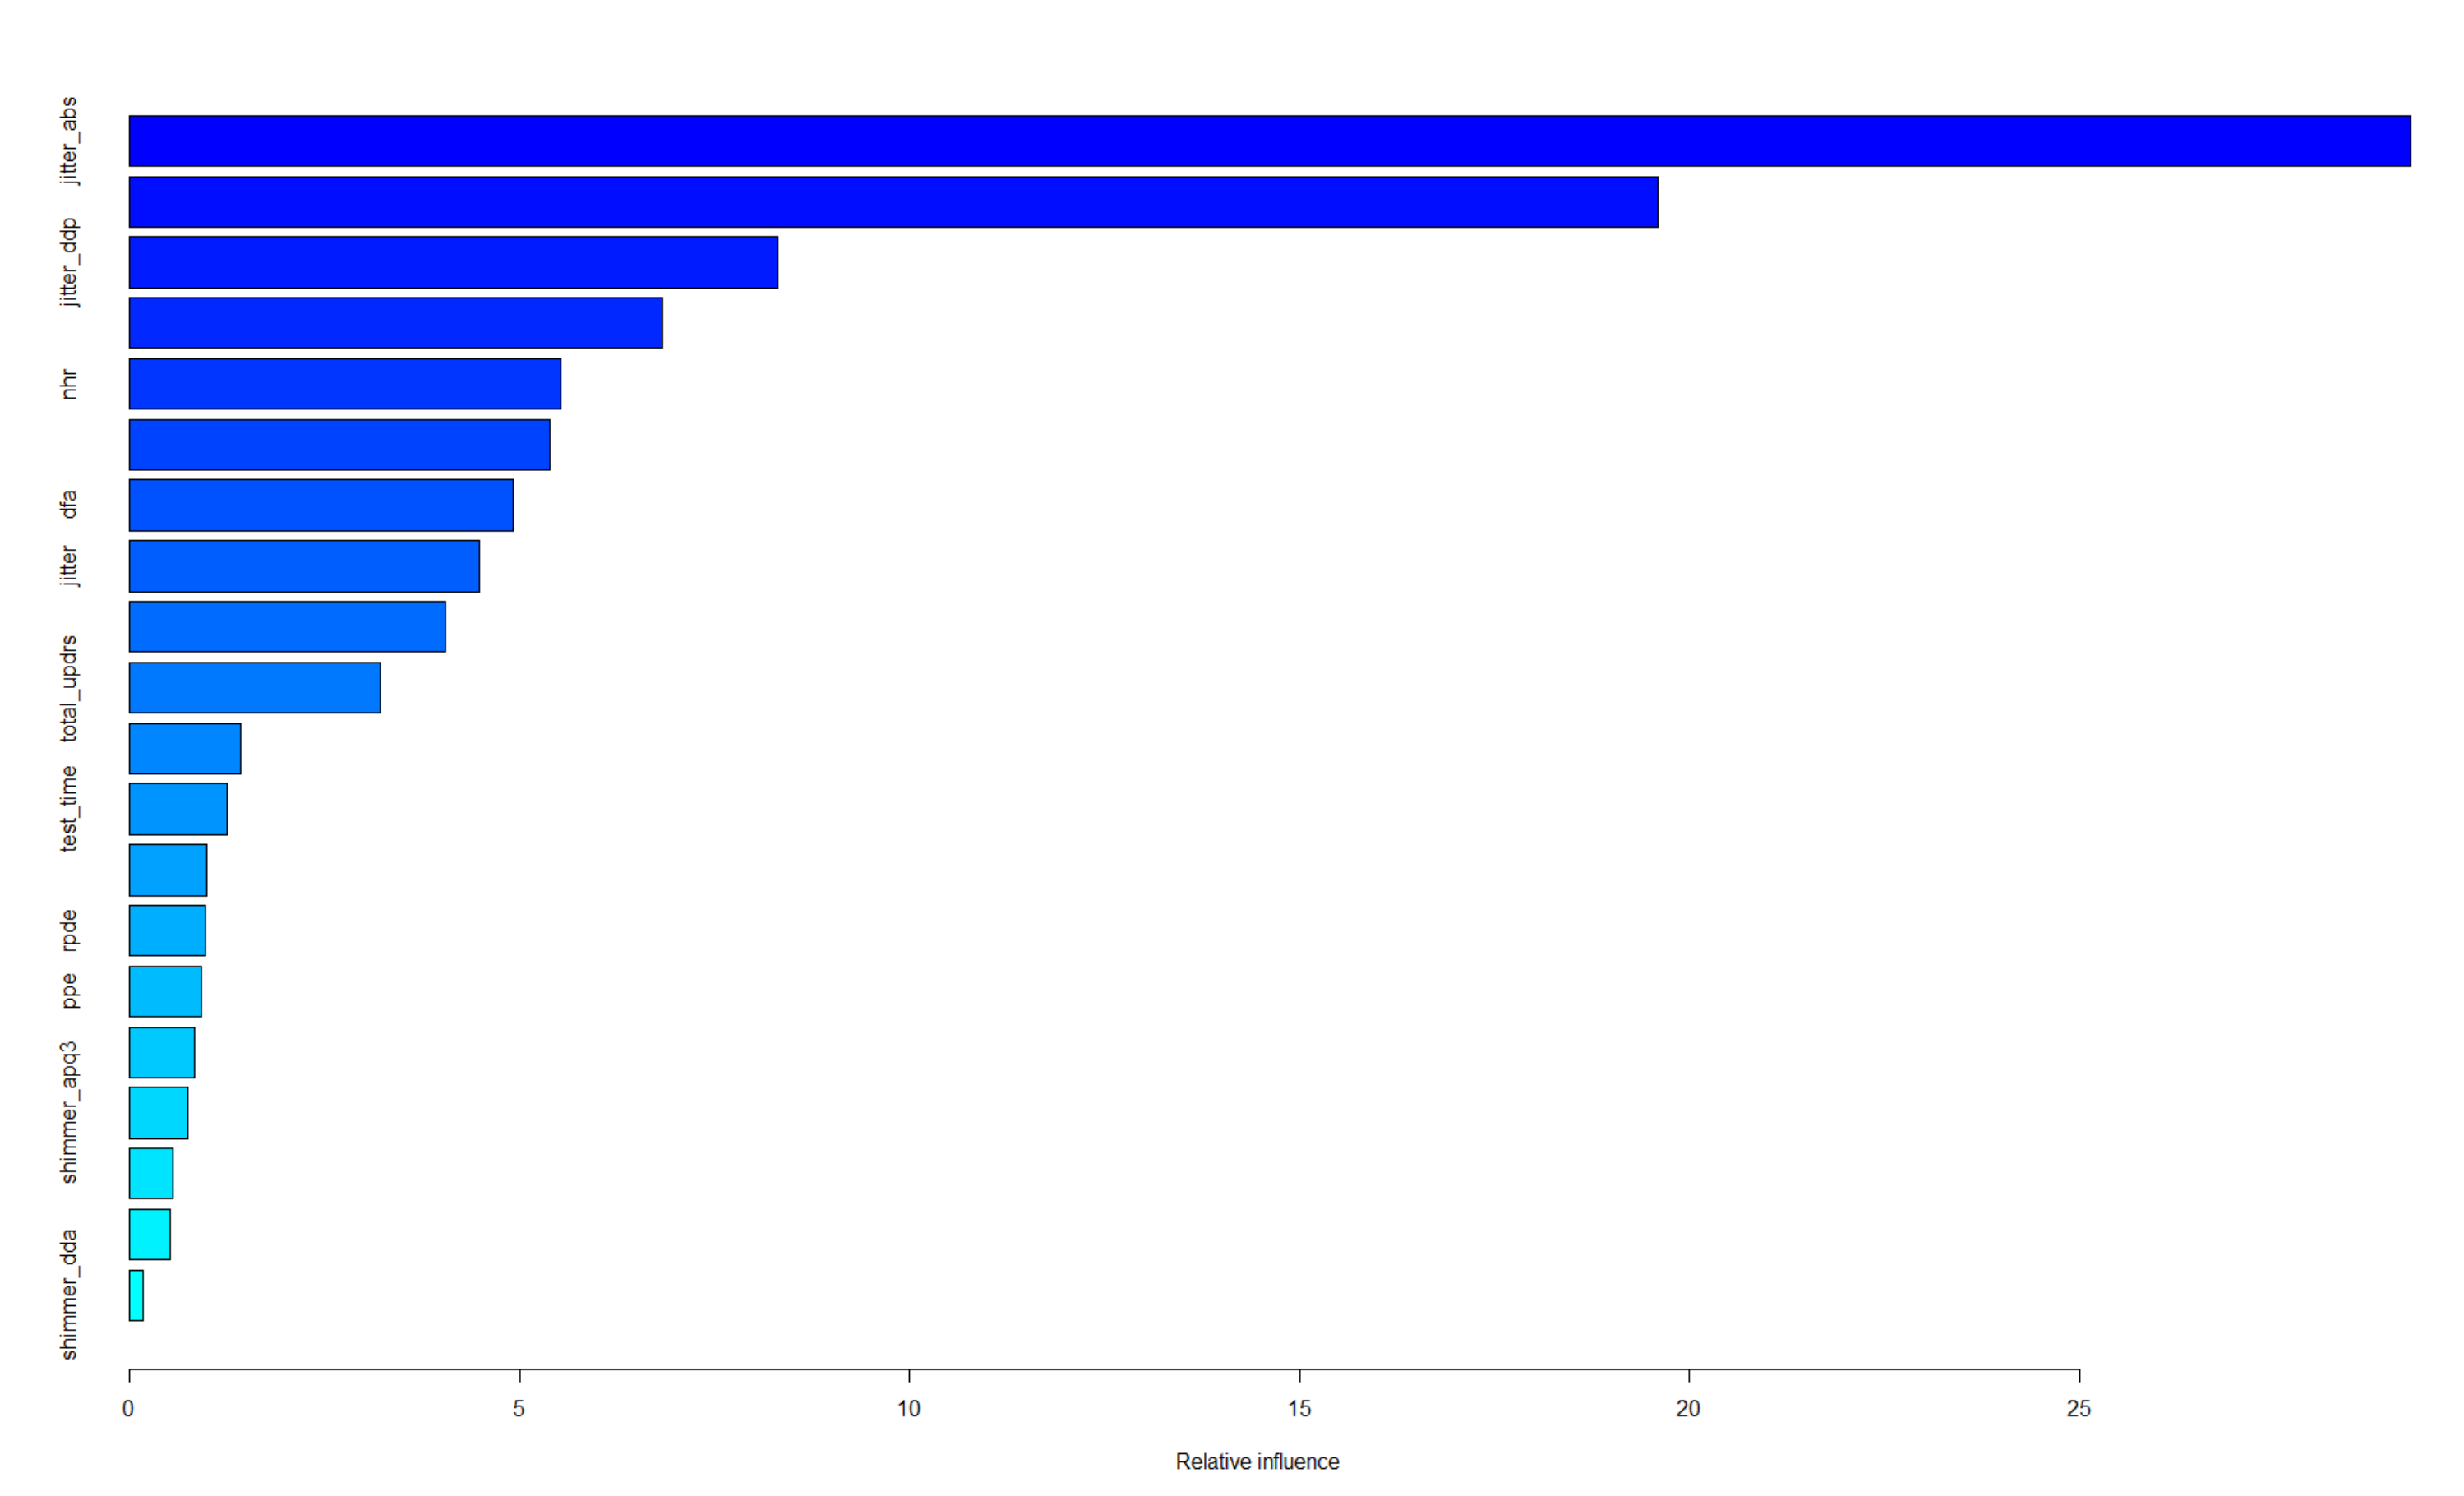 jitter_abs
jitter_ddp
nhr
dfa
jitter
total_updrs
test_time
rpde
ppe
shimmer_apq3
shimmer_dda
0 5 10 15 20 25
Relative influence